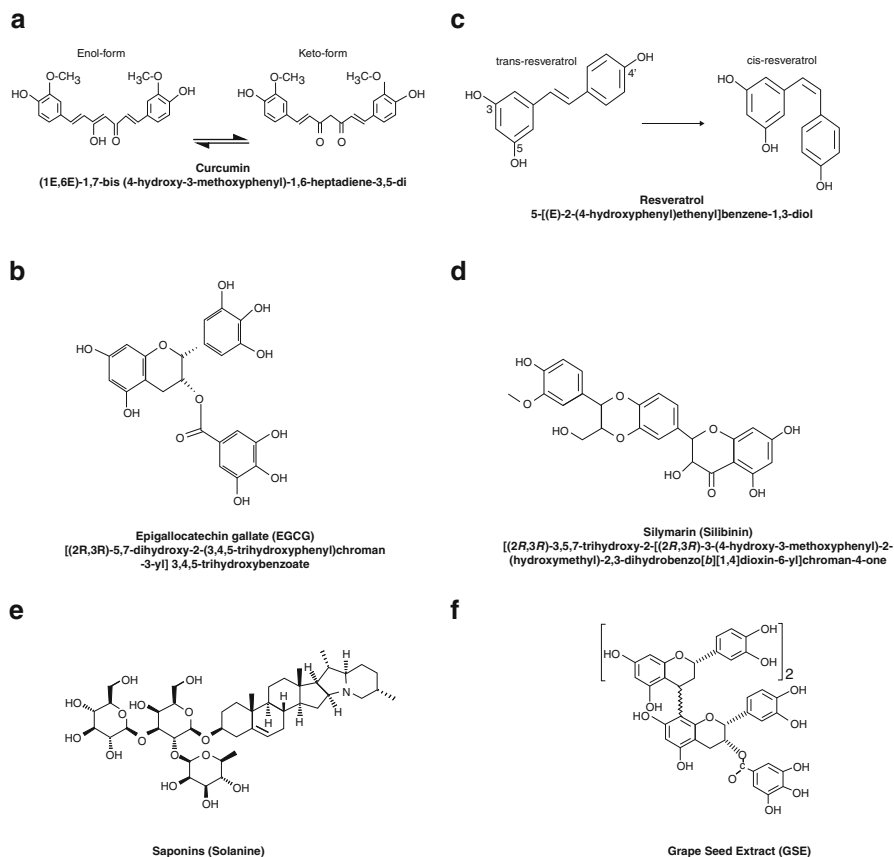 a
Enol-form
Keto-form
O-CH3
H3C-O
O-CH3
H3C-O
HO
OH
HO
OH
OH O
O O
Curcumin
(1E,6E)-1,7-bis (4-hydroxy-3-methoxyphenyl)-1,6-heptadiene-3,5-di
c
trans-resveratrol
cis-resveratrol
OH
4'
HO
3
5
OH
HO
OH
OH
Resveratrol
5-[(E)-2-(4-hydroxyphenyl)ethenyl]benzene-1,3-diol
b
OH
OH
OH
HO
O
OH
O
O
OH
OH
OH
Epigallocatechin gallate (EGCG)
[(2R,3R)-5,7-dihydroxy-2-(3,4,5-trihydroxyphenyl)chroman
-3-yl] 3,4,5-trihydroxybenzoate
d
HO
O
O
HO
O
O
OH
HO
O
OH
Silymarin (Silibinin)
[(2R,3R)-3,5,7-trihydroxy-2-[(2R,3R)-3-(4-hydroxy-3-methoxyphenyl)-2-
(hydroxymethyl)-2,3-dihydrobenzo[b][1,4]dioxin-6-yl]chroman-4-one
e
OH
OH
HO
O
OH
O
HO
O
O
O
OH
OH
O
O
HO
OH
OH
H
H
H
H
H
N
Saponins (Solanine)
f
OH
OH
HO
O
2
OH
HO
O
OH
OH
OH
O
C
O
OH
OH
OH
Grape Seed Extract (GSE)